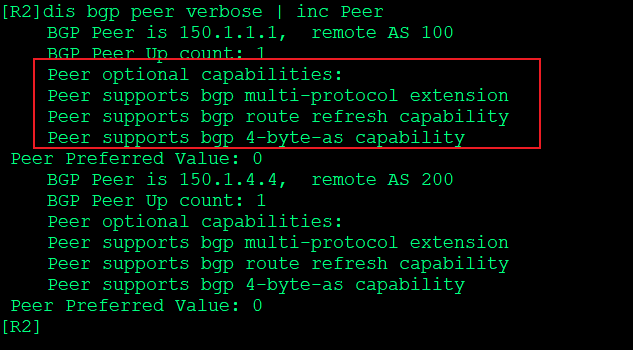 [R2]dis bgp peer verbose | inc Peer
BGP Peer is 150.1.1.1,  remote AS 100
BGP Peer Up count: 1
Peer optional capabilities:
Peer supports bgp multi-protocol extension
Peer supports bgp route refresh capability
Peer supports bgp 4-byte-as capability
Peer Preferred Value: 0
BGP Peer is 150.1.4.4,  remote AS 200
BGP Peer Up count: 1
Peer optional capabilities:
Peer supports bgp multi-protocol extension
Peer supports bgp route refresh capability
Peer supports bgp 4-byte-as capability
Peer Preferred Value: 0
[R2]